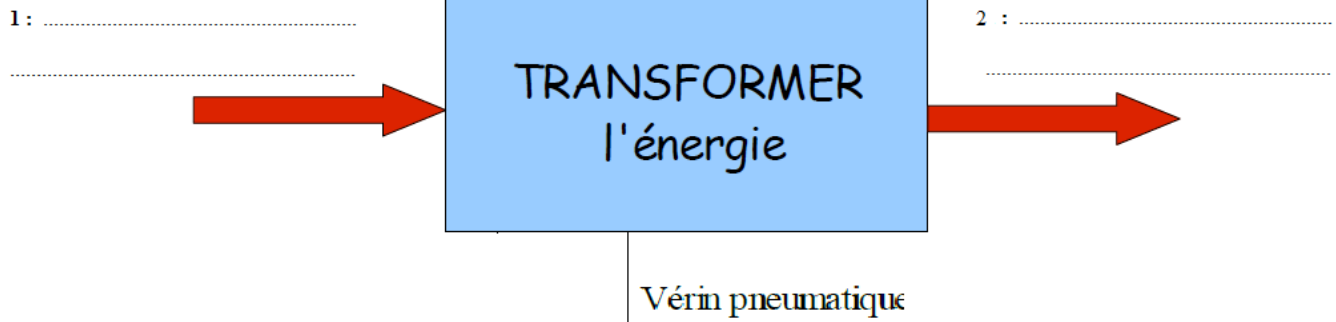 1 : ............................................................
2 : ............................................................
............................................................
............................................................
TRANSFORMER
l'énergie
Vérin pneumatique